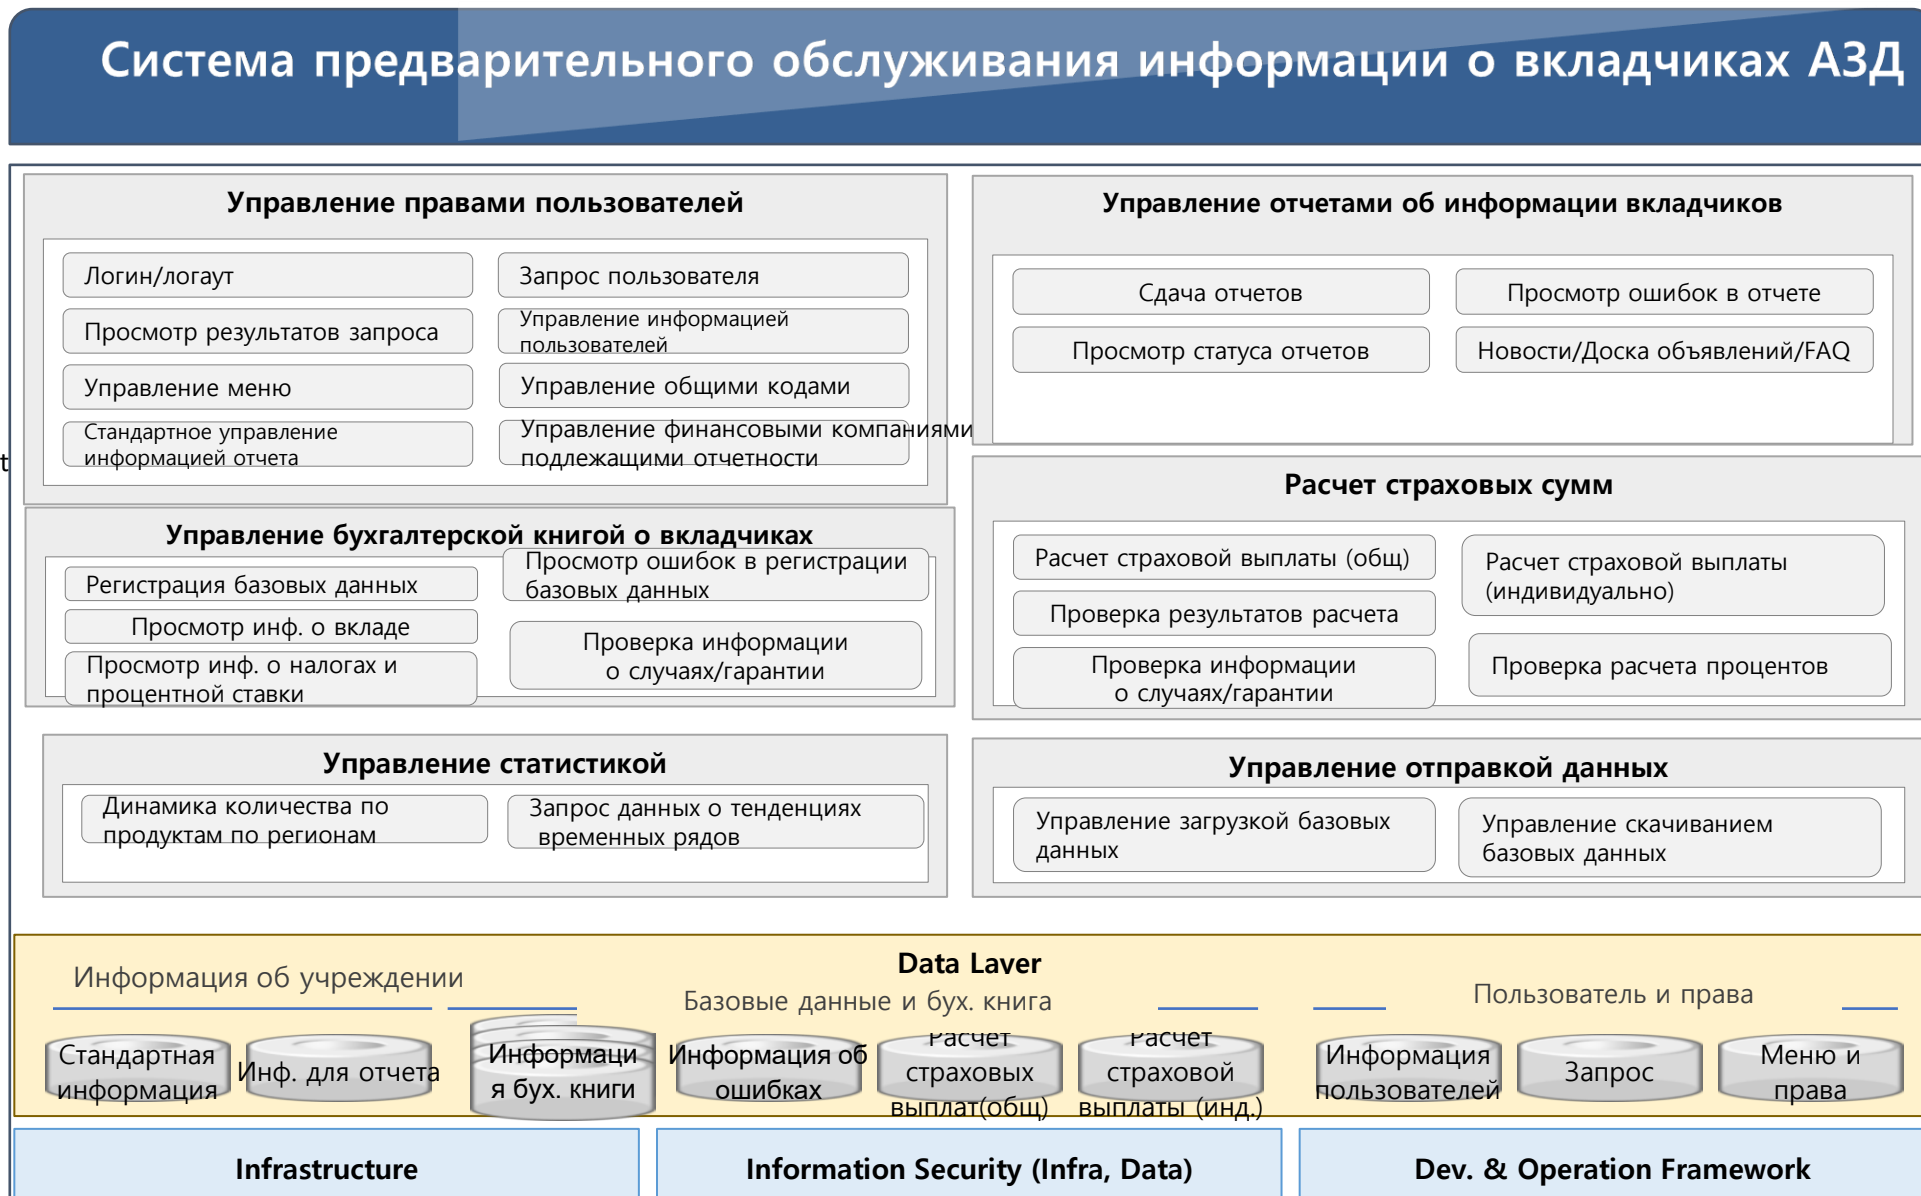 Система предварительного обслуживания информации о вкладчиках АЗД
Управление правами пользователей
Логин/логаут
Запрос пользователя
Просмотр результатов запроса
Управление информацией
пользователей
Управление меню
Управление общими кодами
Стандартное управление
информацией отчета
Управление финансовыми компаниями
подлежащими отчетности
t
Управление отчетами об информации вкладчиков
Сдача отчетов
Просмотр ошибок в отчете
Просмотр статуса отчетов
Новости/Доска объявлений/FAQ
Управление бухгалтерской книгой о вкладчиках
Регистрация базовых данных
Просмотр ошибок в регистрации
базовых данных
Просмотр инф. о вкладе
Проверка информации
о случаях/гарантии
Просмотр инф. о налогах и
процентной ставки
Расчет страховых сумм
Расчет страховой выплаты (общ)
Расчет страховой выплаты
(индивидуально)
Проверка результатов расчета
Проверка информации
о случаях/гарантии
Проверка расчета процентов
Управление статистикой
Динамика количества по
продуктам по регионам
Запрос данных о тенденциях
временных рядов
Управление отправкой данных
Управление загрузкой базовых
данных
Управление скачиванием
базовых данных
Data Layer
Информация об учреждении
Базовые данные и бух. книга
Пользователь и права
Стандартная
информация
Инф. для отчета
Информаци
я бух. книги
Информация об
ошибках
Расчет
страховых
выплат(общ)
Расчет
страховой
выплаты (инд.)
Информация
пользователей
Запрос
Меню и
права
Infrastructure
Information Security (Infra, Data)
Dev. & Operation Framework